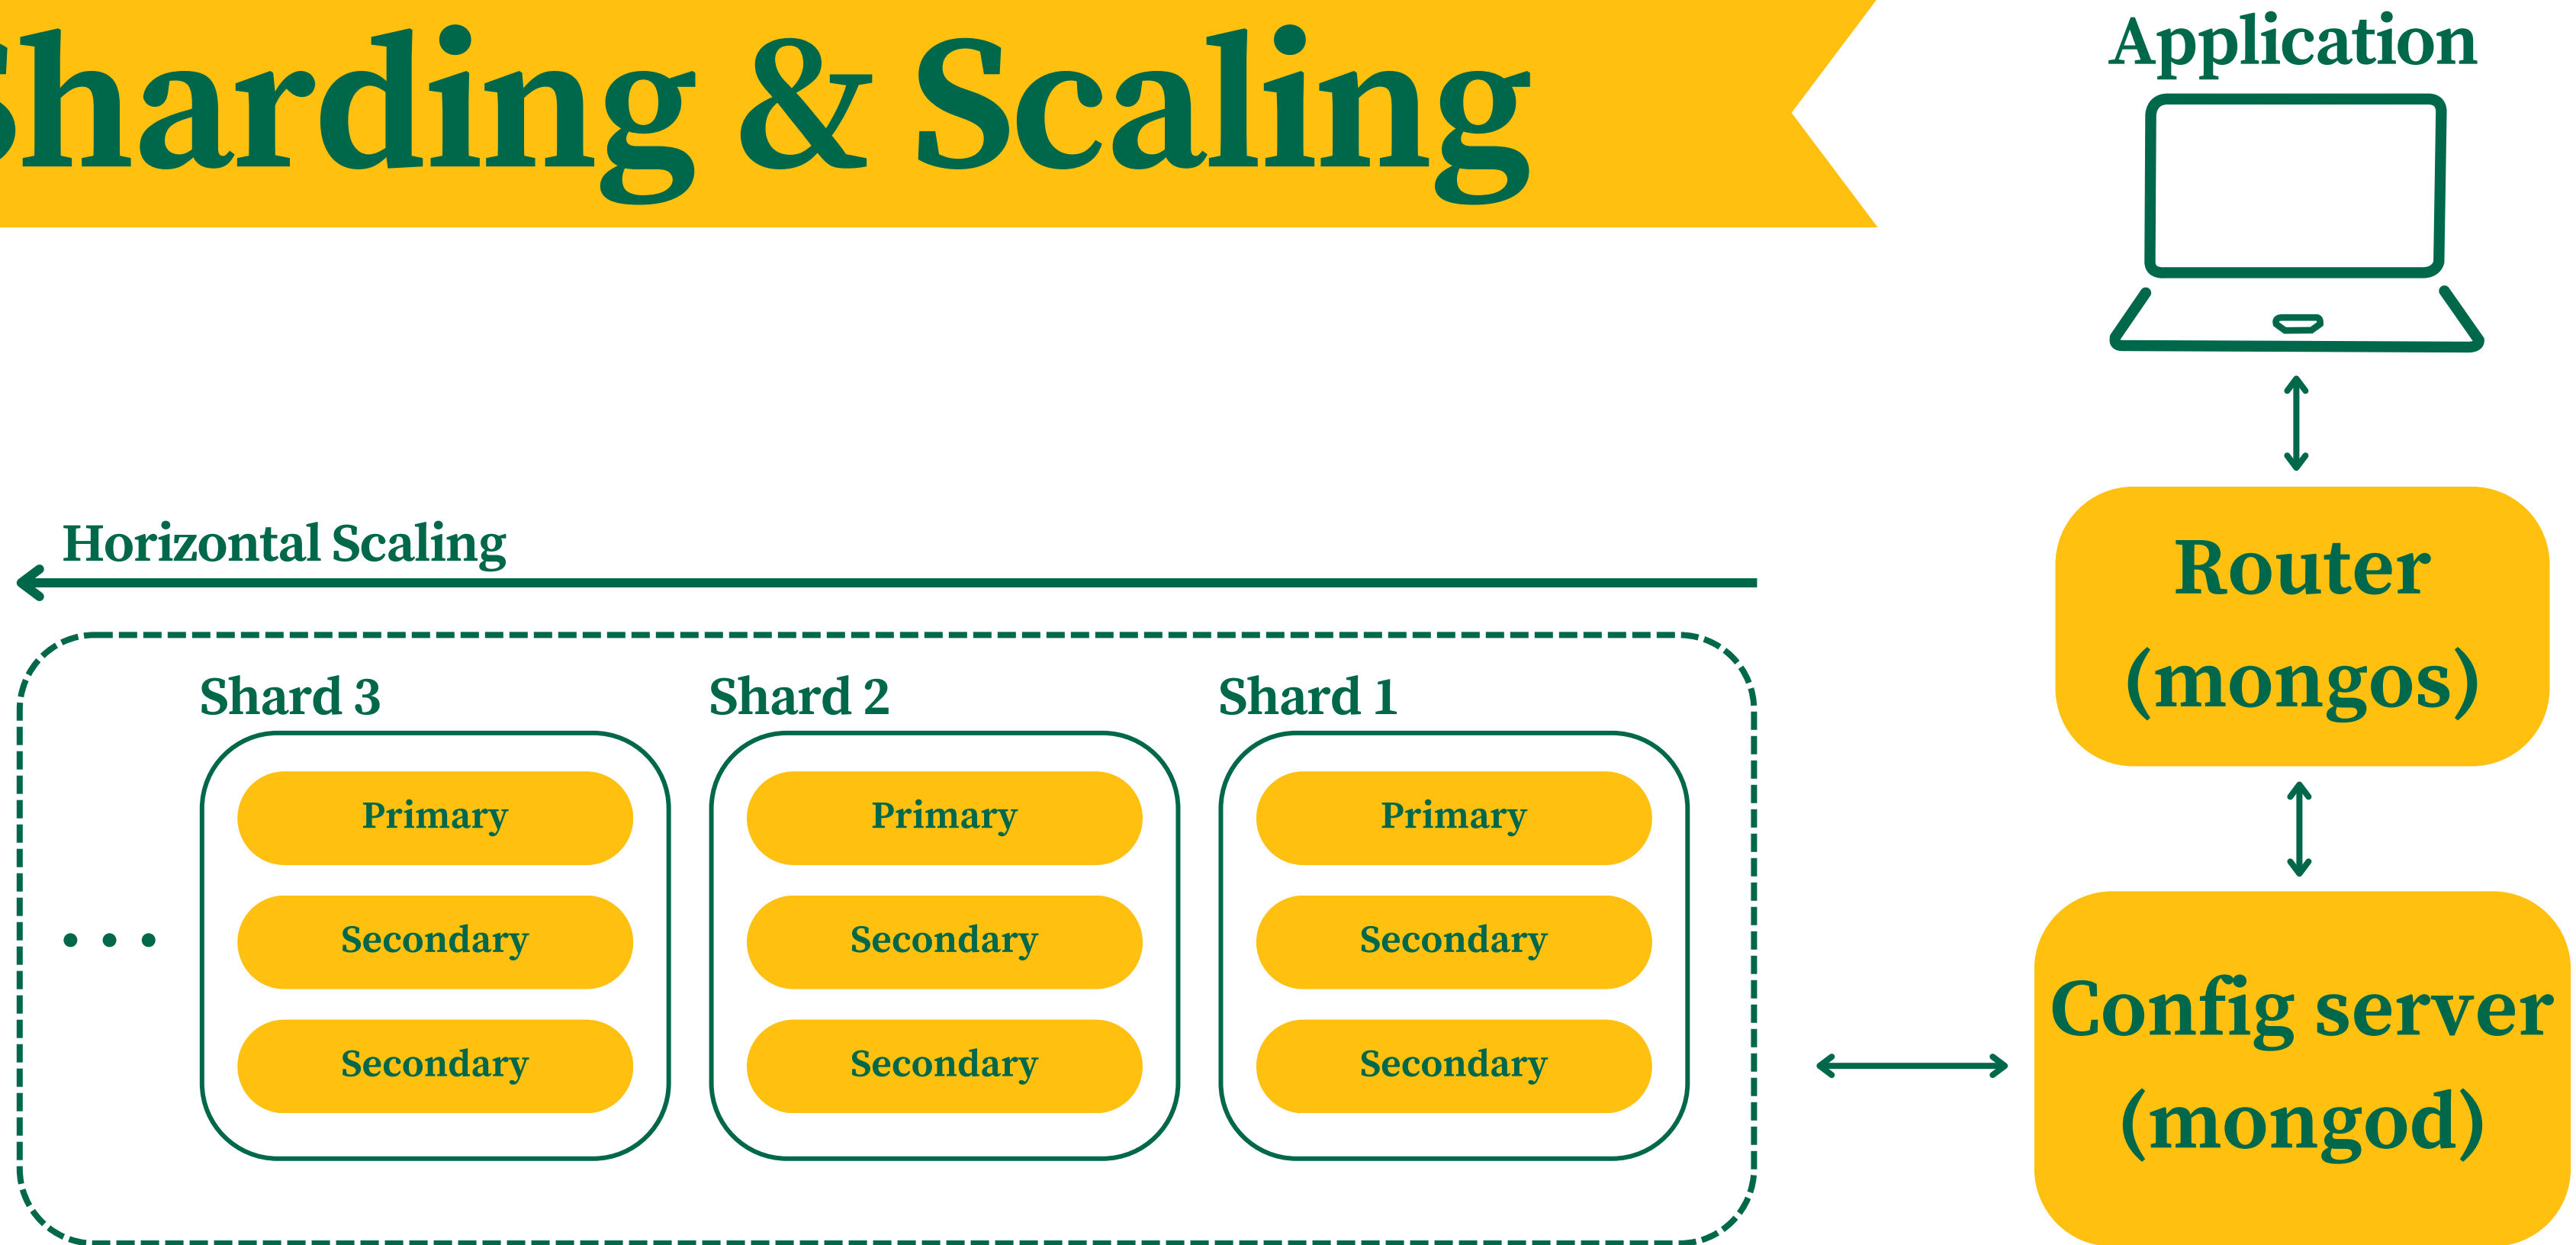 Sharding & Scaling
Application
Router
(mongos)
Horizontal Scaling
Shard 3
Shard 2
Shard 1
Primary
Primary
Primary
Secondary
Secondary
Secondary
Secondary
Secondary
Secondary
Config server
(mongod)